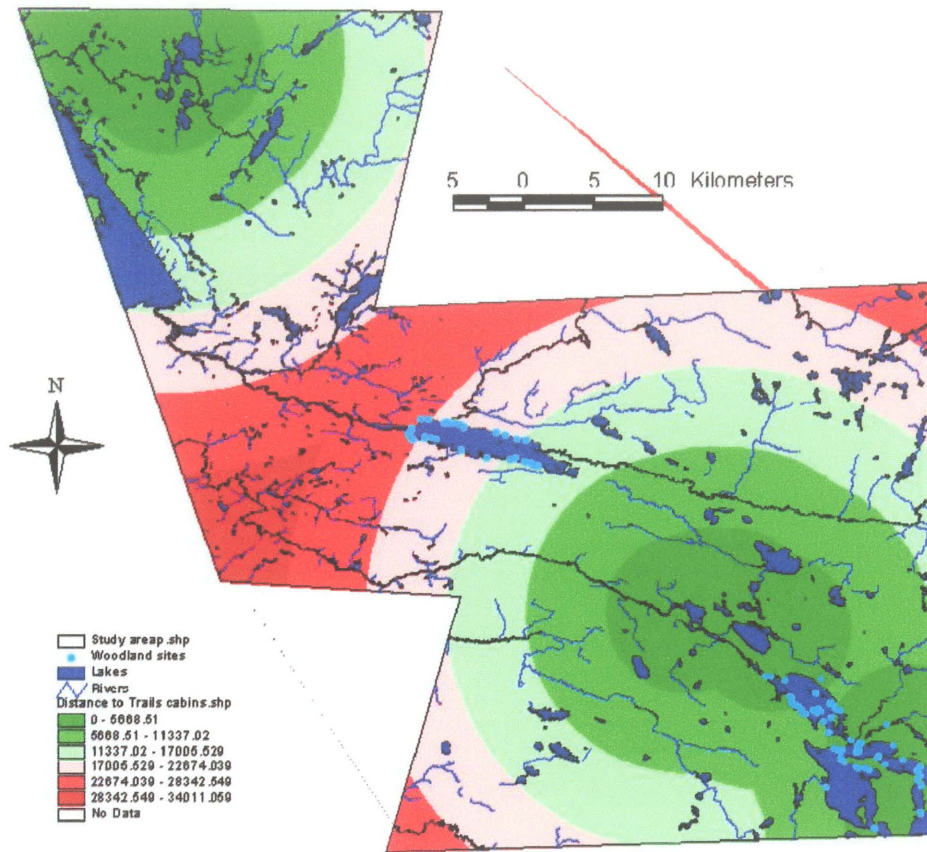 5 0 5 10 Kilometers
N
Study areap.shp
Woodland sites
Lakes
Rivers
Distance to Trails cabins.shp
0 - 5668.51
5668.51 - 11337.02
11337.02 - 17005.529
17005.529 - 22674.039
22674.039 - 28342.549
28342.549 - 34011.059
No Data